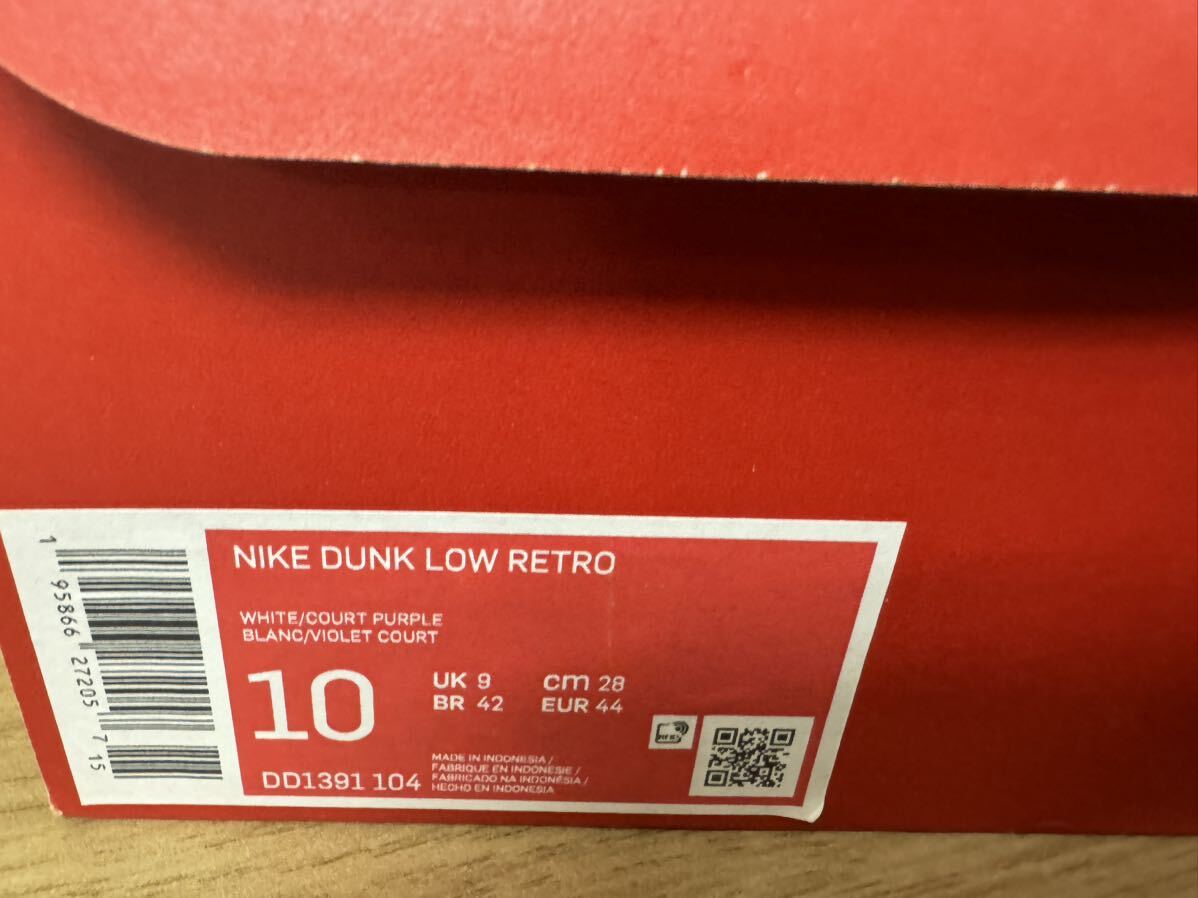 NIKE DUNK LOW RETRO
WHITE/COURT PURPLE
BLANC/VIOLET COURT
10
UK 9 cm 28
BR 42 EUR 44
DD1391 104
MADE IN INDONESIA /
FABRIQUE EN INDONESIE /
FABRICADO NA INDONÉSIA /
HECHO EN INDONESIA
1 95866 27205 7 15